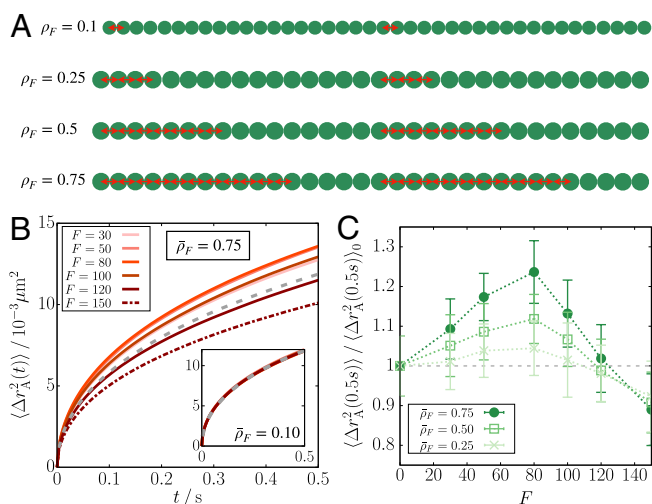 A
ρ_F = 0.1
ρ_F = 0.25
ρ_F = 0.5
ρ_F = 0.75
B
⟨Δr_A^2(t)⟩ / 10^-3 μm^2
15
10
5
0
F = 30
F = 50
F = 80
F = 100
F = 120
F = 150
ρ̄_F = 0.75
10
5
0
0
0.5
ρ̄_F = 0.10
0.1 0.2 0.3 0.4 0.5
t / s
C
⟨Δr_A^2(0.5s)⟩ / ⟨Δr_A^2(0.5s)⟩_0
1.3
1.2
1.1
1
0.9
0.8
ρ̄_F = 0.75
ρ̄_F = 0.50
ρ̄_F = 0.25
0 20 40 60 80 100 120 140
F